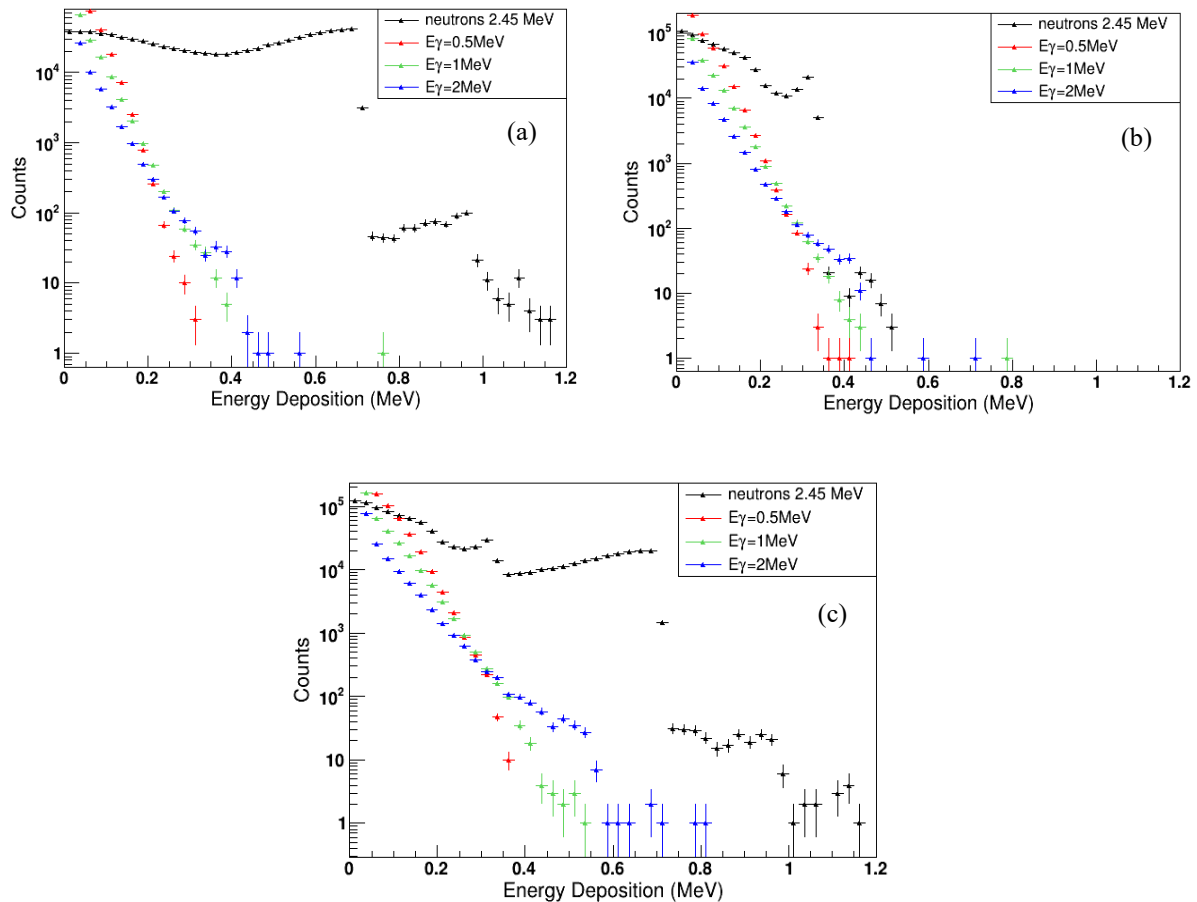 neutrons 2.45 MeV
Eγ=0.5MeV
Eγ=1MeV
Eγ=2MeV
(a)
Counts
10⁴
10³
10²
10
1
0 0.2 0.4 0.6 0.8 1 1.2
Energy Deposition (MeV)
neutrons 2.45 MeV
Eγ=0.5MeV
Eγ=1MeV
Eγ=2MeV
(b)
Counts
10⁵
10⁴
10³
10²
10
1
0 0.2 0.4 0.6 0.8 1 1.2
Energy Deposition (MeV)
neutrons 2.45 MeV
Eγ=0.5MeV
Eγ=1MeV
Eγ=2MeV
(c)
Counts
10⁵
10⁴
10³
10²
10
1
0 0.2 0.4 0.6 0.8 1 1.2
Energy Deposition (MeV)